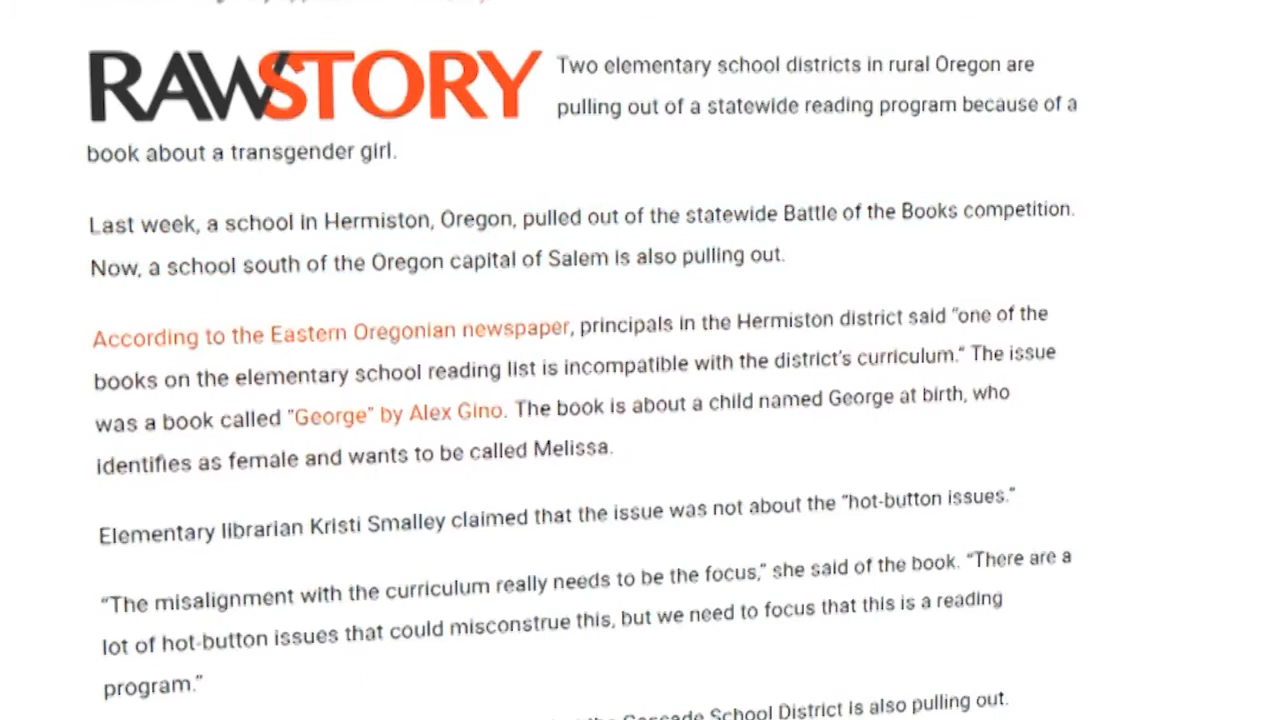 RAWSTORY
Two elementary school districts in rural Oregon are
pulling out of a statewide reading program because of a
book about a transgender girl.
Last week, a school in Hermiston, Oregon, pulled out of the statewide Battle of the Books competition.
Now, a school south of the Oregon capital of Salem is also pulling out.
According to the Eastern Oregonian newspaper, principals in the Hermiston district said “one of the
books on the elementary school reading list is incompatible with the district’s curriculum.” The issue
was a book called “George” by Alex Gino. The book is about a child named George at birth, who
identifies as female and wants to be called Melissa.
Elementary librarian Kristi Smalley claimed that the issue was not about the “hot-button issues.”
“The misalignment with the curriculum really needs to be the focus,” she said of the book. “There are a
lot of hot-button issues that could misconstrue this, but we need to focus that this is a reading
program.”
Cascade School District is also pulling out.